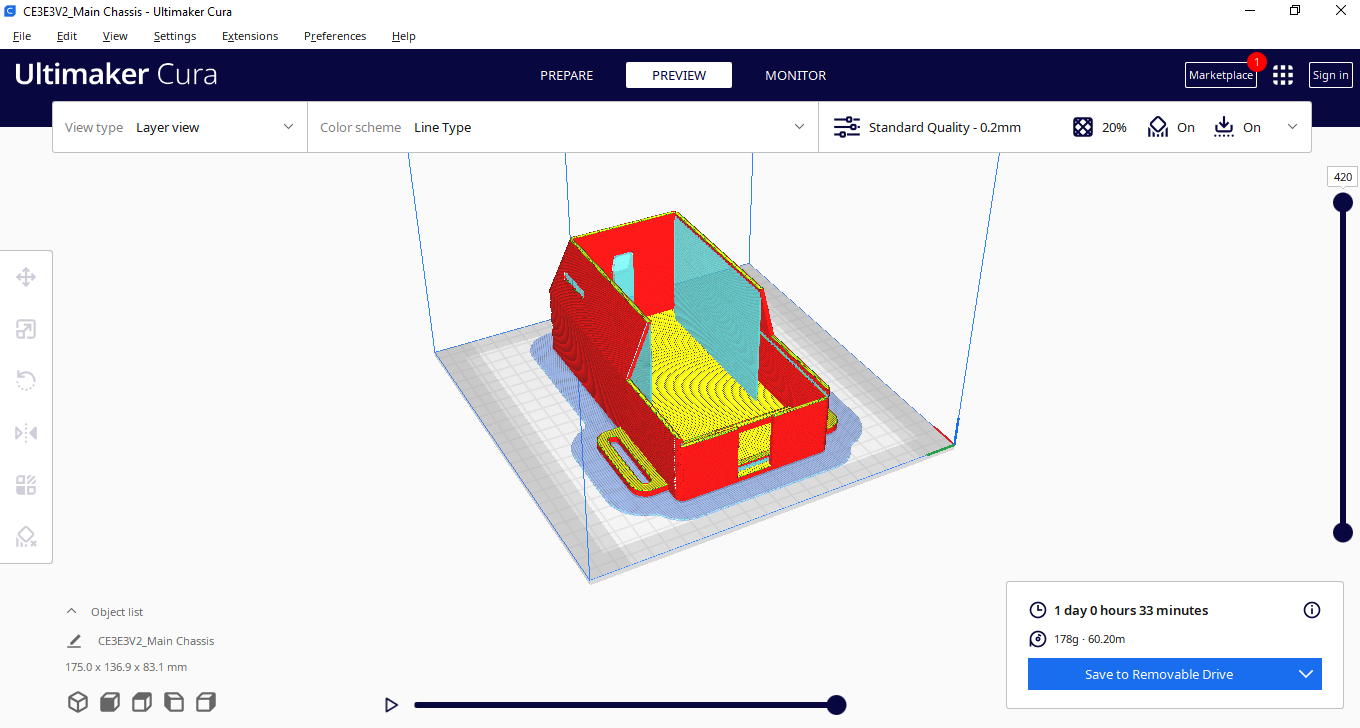 CE3E3V2_Main Chassis - Ultimaker Cura
File Edit View Settings Extensions Preferences Help
Ultimaker Cura
PREPARE PREVIEW MONITOR
Marketplace 1 Sign in
View type Layer view
Color scheme Line Type
Standard Quality - 0.2mm 20% On On
420
Object list
CE3E3V2_Main Chassis
175.0 x 136.9 x 83.1 mm
1 day 0 hours 33 minutes
178g · 60.20m
Save to Removable Drive